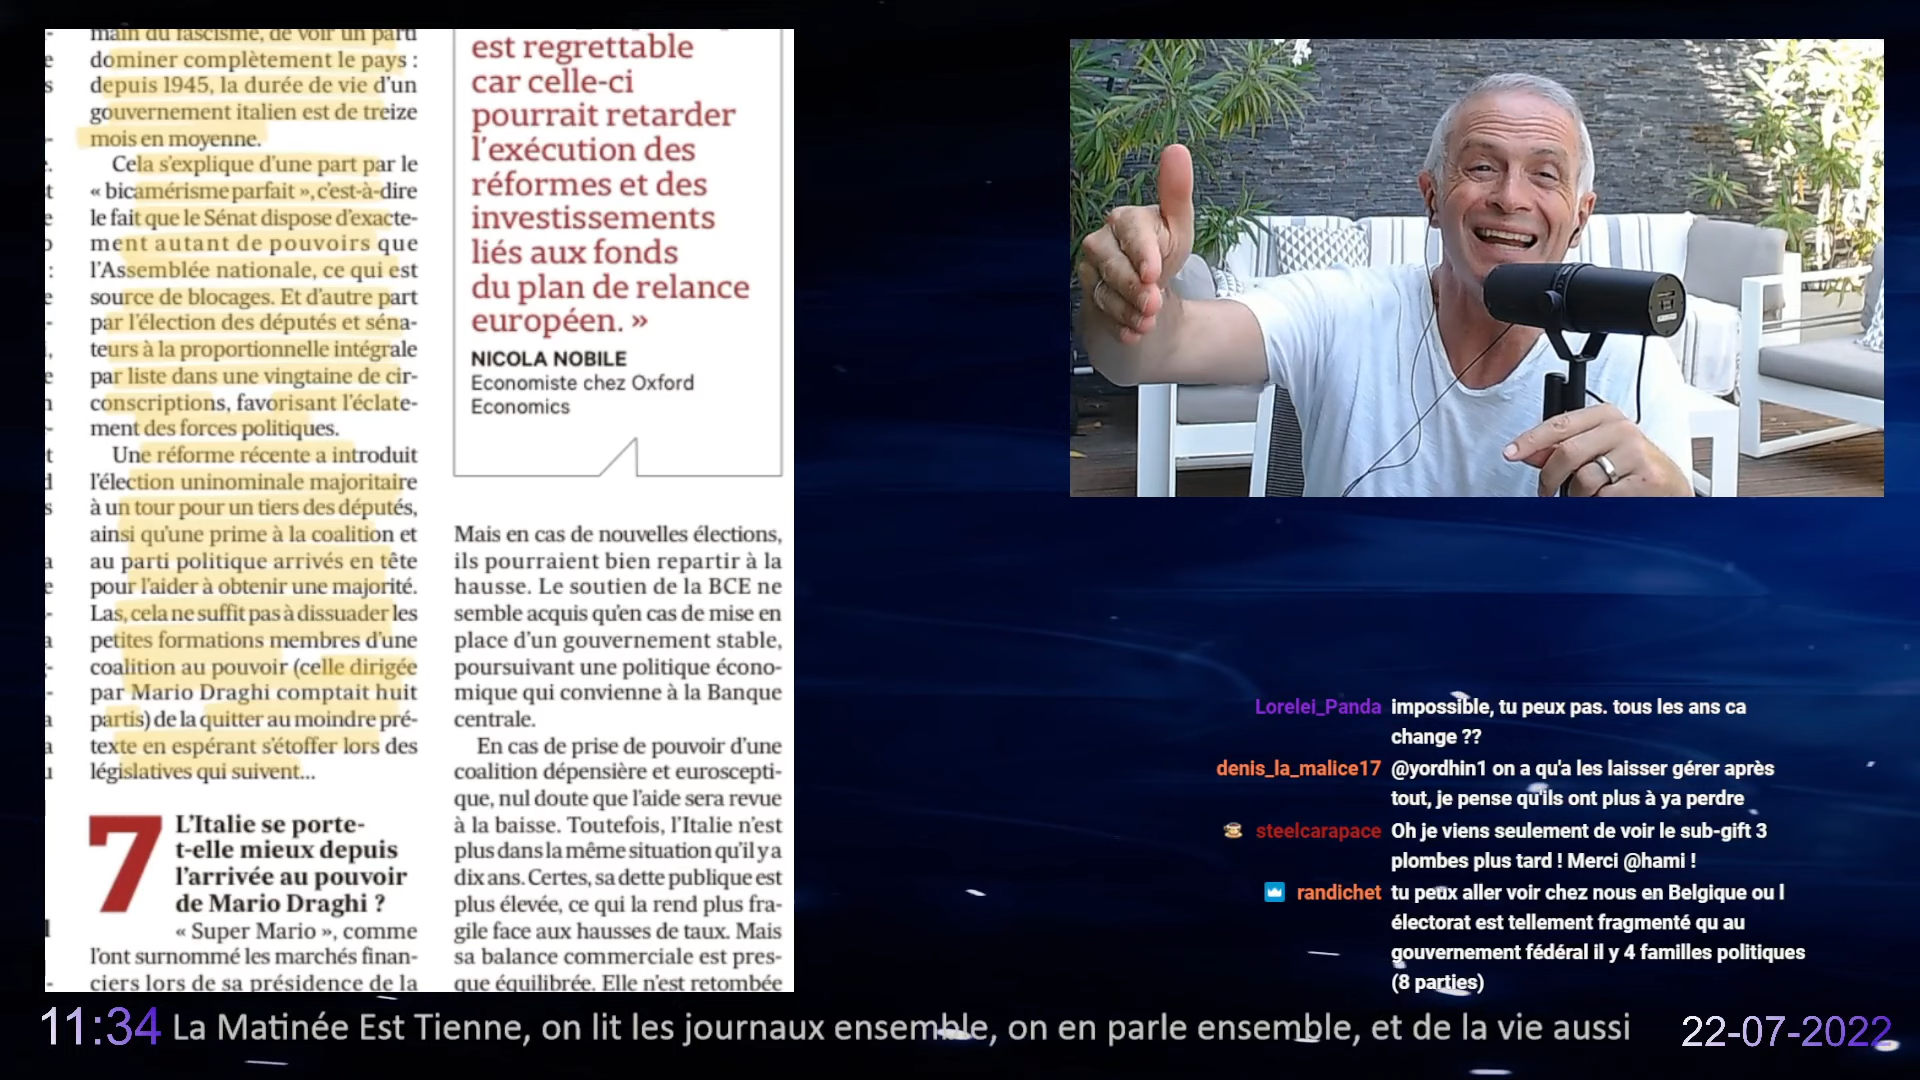 main du fascisme, de voir un parti
dominer complètement le pays :
depuis 1945, la durée de vie d'un
gouvernement italien est de treize
mois en moyenne.
Cela s'explique d'une part par le
« bicamérisme parfait », c'est-à-dire
le fait que le Sénat dispose d'exacte-
ment autant de pouvoirs que
l'Assemblée nationale, ce qui est
source de blocages. Et d'autre part
par l'élection des députés et séna-
teurs à la proportionnelle intégrale
par liste dans une vingtaine de cir-
conscriptions, favorisant l'éclate-
ment des forces politiques.
Une réforme récente a introduit
l'élection uninominale majoritaire
à un tour pour un tiers des députés,
ainsi qu'une prime à la coalition et
au parti politique arrivés en tête
pour l'aider à obtenir une majorité.
Las, cela ne suffit pas à dissuader les
petites formations membres d'une
coalition au pouvoir (celle dirigée
par Mario Draghi comptait huit
partis) de la quitter au moindre pré-
texte en espérant s'étoffer lors des
législatives qui suivent...
7
L'Italie se porte-
t-elle mieux depuis
l'arrivée au pouvoir
de Mario Draghi ?
« Super Mario », comme
l'ont surnommé les marchés finan-
ciers lors de sa présidence de la
est regrettable
car celle-ci
pourrait retarder
l'exécution des
réformes et des
investissements
liés aux fonds
du plan de relance
européen. »
NICOLA NOBILE
Economiste chez Oxford
Economics
Mais en cas de nouvelles élections,
ils pourraient bien repartir à la
hausse. Le soutien de la BCE ne
semble acquis qu'en cas de mise en
place d'un gouvernement stable,
poursuivant une politique écono-
mique qui convienne à la Banque
centrale.
En cas de prise de pouvoir d'une
coalition dépensière et euroscepti-
que, nul doute que l'aide sera revue
à la baisse. Toutefois, l'Italie n'est
plus dans la même situation qu'il y a
dix ans. Certes, sa dette publique est
plus élevée, ce qui la rend plus fra-
gile face aux hausses de taux. Mais
sa balance commerciale est pres-
que équilibrée. Elle n'est retombée
Lorelei_Panda impossible, tu peux pas. tous les ans ca
change ??
denis_la_malice17 @yordhin1 on a qu'a les laisser gérer après
tout, je pense qu'ils ont plus à ya perdre
steelcarapace Oh je viens seulement de voir le sub-gift 3
plombes plus tard ! Merci @hami !
randichet tu peux aller voir chez nous en Belgique ou l
électorat est tellement fragmenté qu au
gouvernement fédéral il y 4 familles politiques
(8 parties)
11:34 La Matinée Est Tienne, on lit les journaux ensemble, on en parle ensemble, et de la vie aussi 22-07-2022